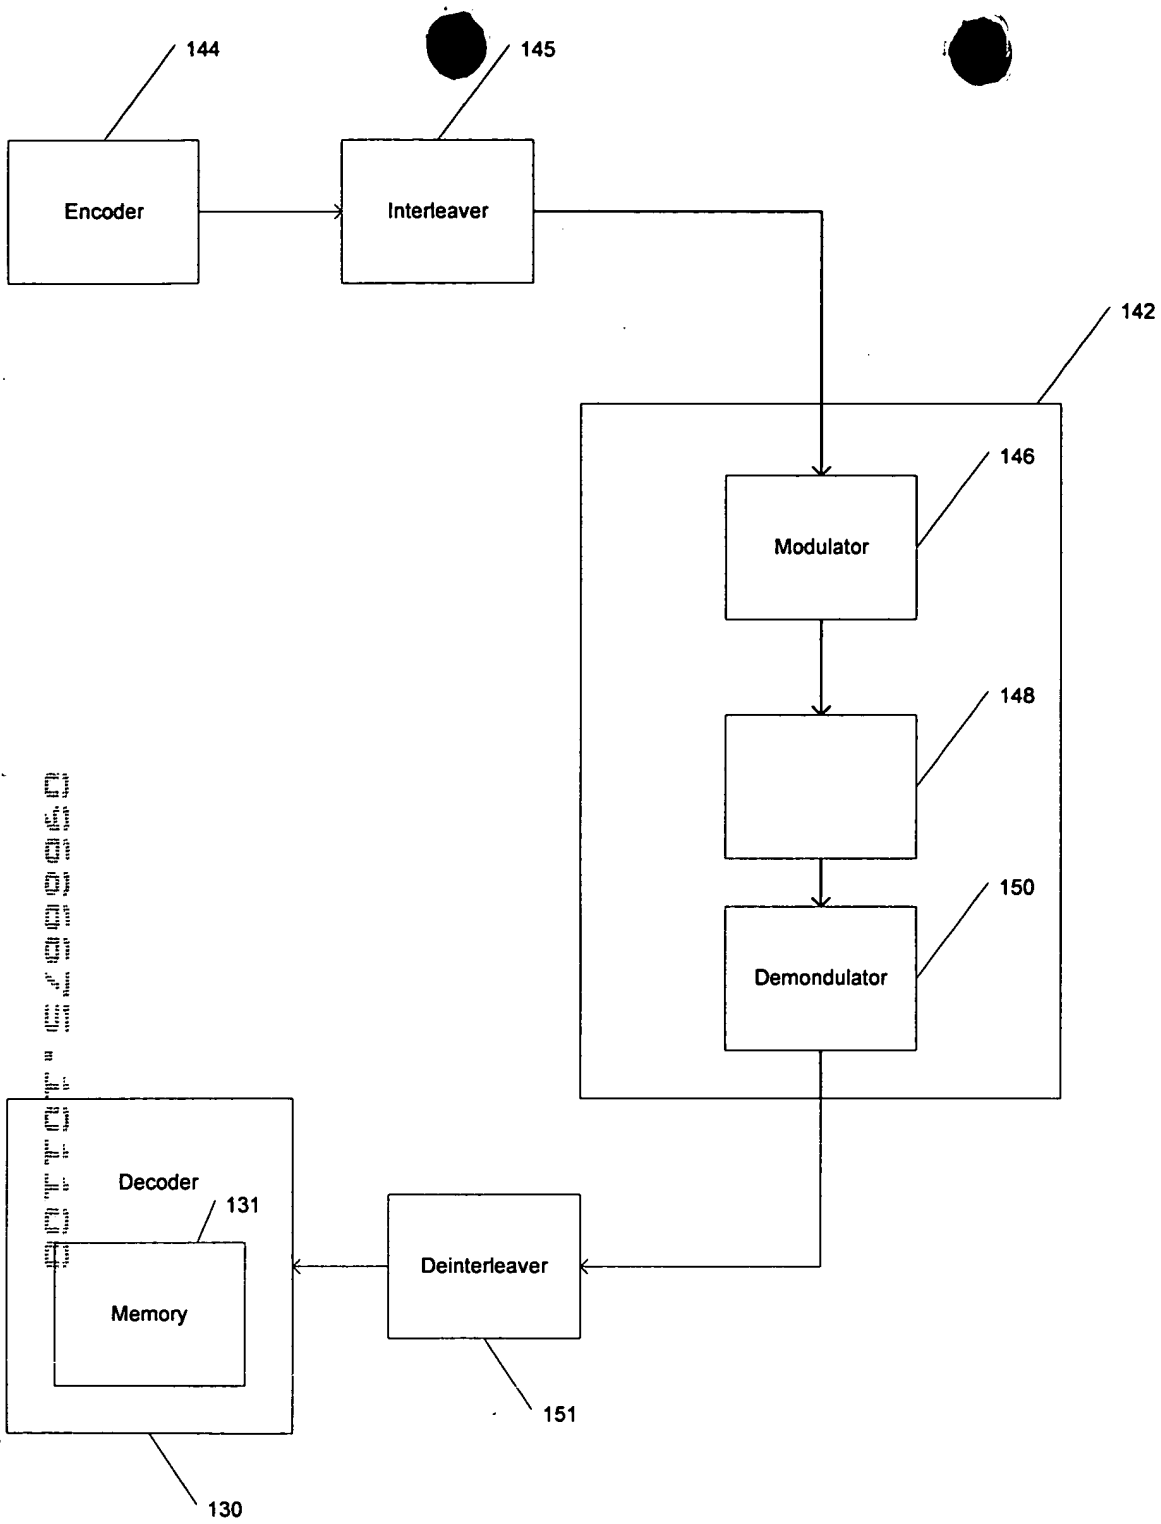 144
145
Encoder
Interleaver
142
146
Modulator
148
150
Demondulator
Decoder
131
Memory
Deinterleaver
151
130